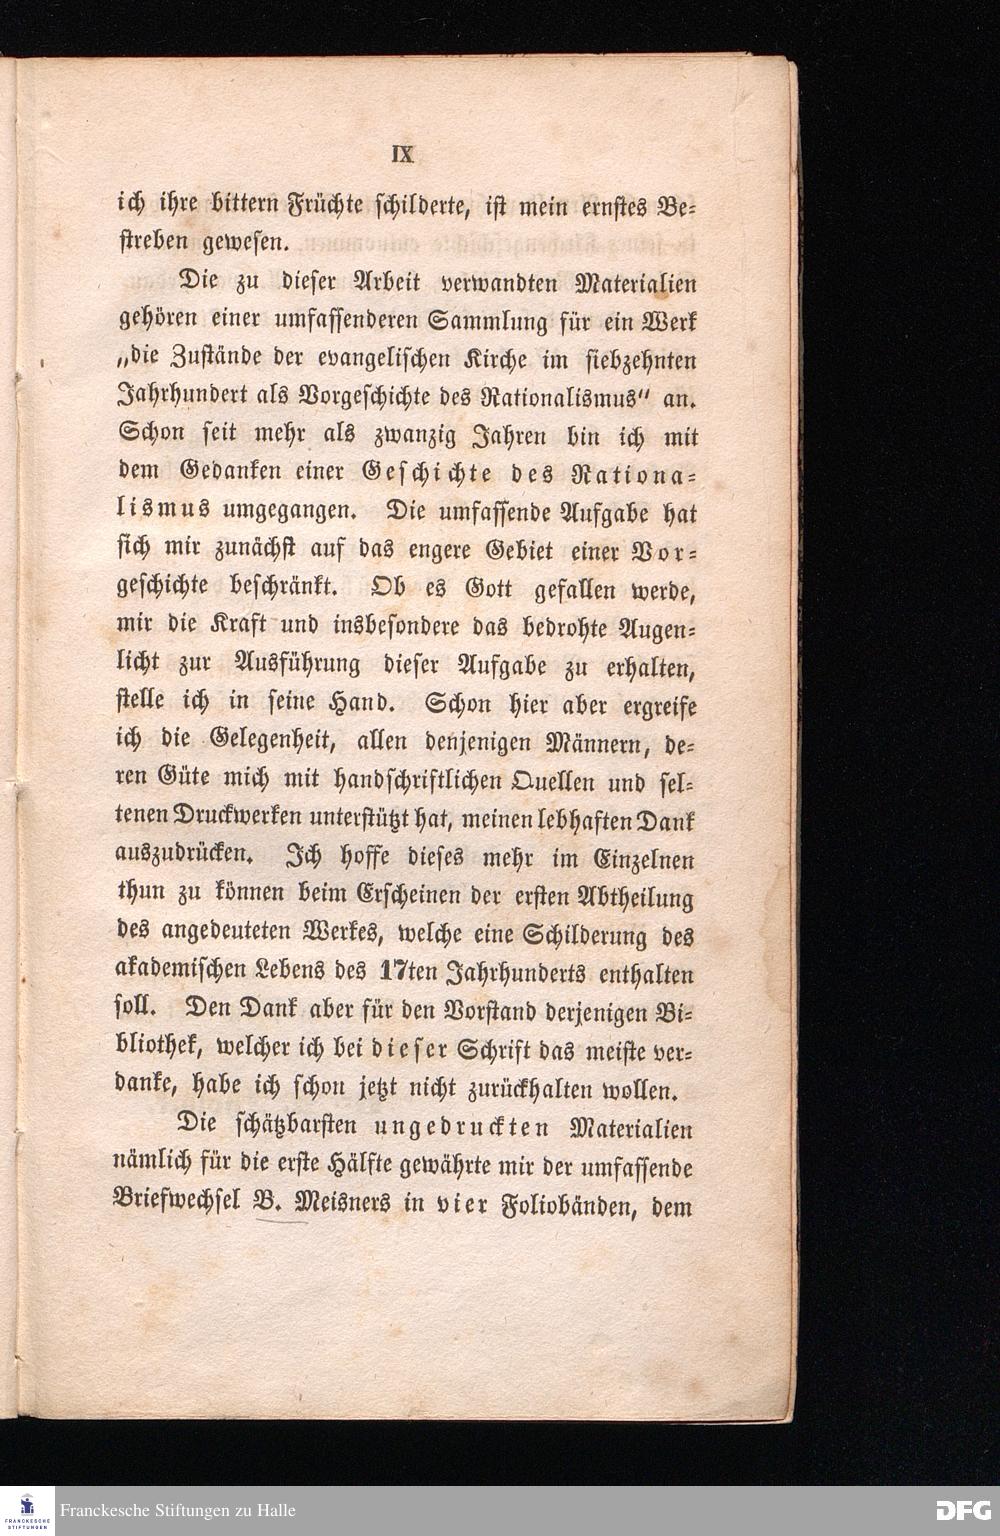 IX
ich ihre bittern Früchte schilderte, ist mein ernstes Be-
streben gewesen.
Die zu dieser Arbeit verwandten Materialien
gehören einer umfassenderen Sammlung für ein Werk
„die Zustände der evangelischen Kirche im siebzehnten
Jahrhundert als Vorgeschichte des Rationalismus“ an.
Schon seit mehr als zwanzig Jahren bin ich mit
dem Gedanken einer Geschichte des Rationa-
lismus umgegangen. Die umfassende Aufgabe hat
sich mir zunächst auf das engere Gebiet einer Vor-
geschichte beschränkt. Ob es Gott gefallen werde,
mir die Kraft und insbesondere das bedrohte Augen-
licht zur Ausführung dieser Aufgabe zu erhalten,
stelle ich in seine Hand. Schon hier aber ergreife
ich die Gelegenheit, allen denjenigen Männern, de-
ren Güte mich mit handschriftlichen Quellen und sel-
tenen Druckwerken unterstützt hat, meinen lebhaften Dank
auszudrücken. Ich hoffe dieses mehr im Einzelnen
thun zu können beim Erscheinen der ersten Abtheilung
des angedeuteten Werkes, welche eine Schilderung des
akademischen Lebens des 17ten Jahrhunderts enthalten
soll. Den Dank aber für den Vorstand derjenigen Bi-
bliothek, welcher ich bei dieser Schrift das meiste ver-
danke, habe ich schon jetzt nicht zurückhalten wollen.
Die schätzbarsten ungedruckten Materialien
nämlich für die erste Hälfte gewährte mir der umfassende
Briefwechsel B. Meisners in vier Foliobänden, dem
FRANCKESCHE
STIFTUNGEN
Franckesche Stiftungen zu Halle
DFG